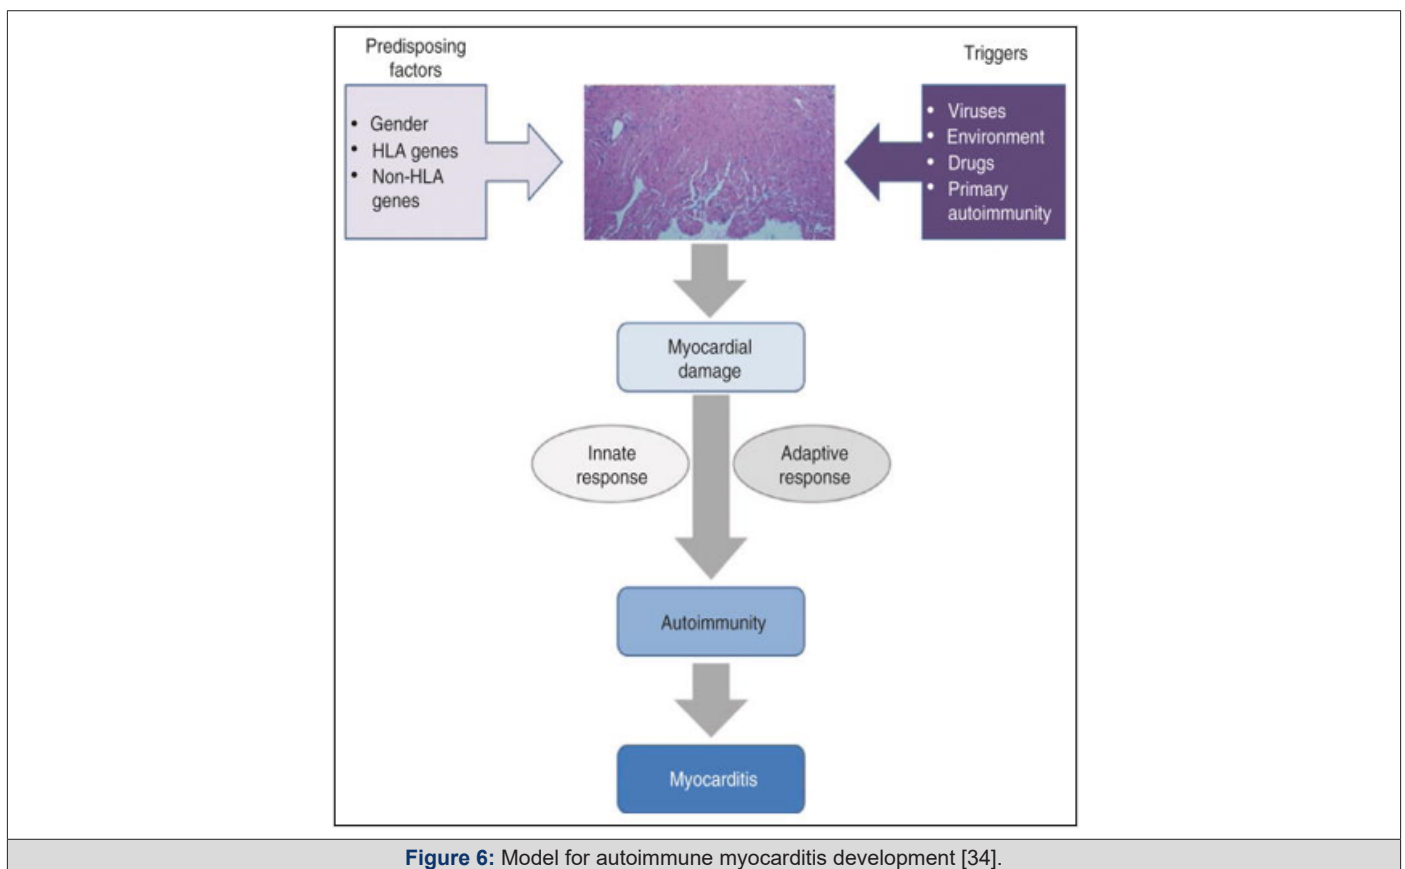 Predisposing
factors
• Gender
• HLA genes
• Non-HLA
genes
Triggers
• Viruses
• Environment
• Drugs
• Primary
autoimmunity
Myocardial
damage
Innate
response
Adaptive
response
Autoimmunity
Myocarditis
Figure 6: Model for autoimmune myocarditis development [34].